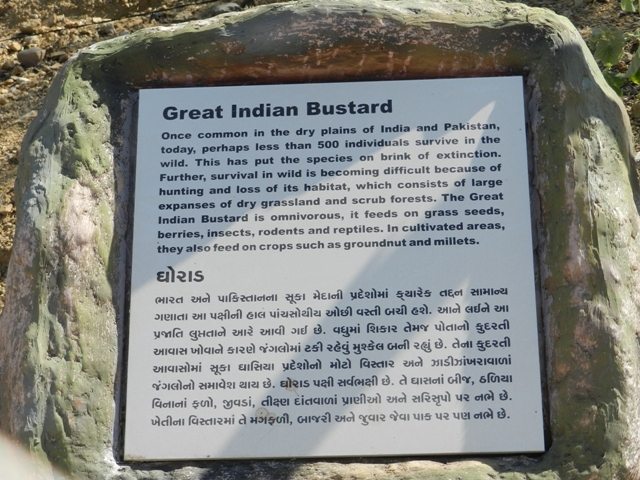 Great Indian Bustard
Once common in the dry plains of India and Pakistan,
today, perhaps less than 500 individuals survive in the
wild. This has put the species on brink of extinction.
Further, survival in wild is becoming difficult because of
hunting and loss of its habitat, which consists of large
expanses of dry grassland and scrub forests. The Great
Indian Bustard is omnivorous, it feeds on grass seeds,
berries, insects, rodents and reptiles. In cultivated areas,
they also feed on crops such as groundnut and millets.
ઘોરાડ
ભારત અને પાકિસ્તાનના સૂકા મેદાની પ્રદેશોમાં ક્યારેક તદ્દન સામાન્ય
ગણાતા આ પક્ષીની હાલ પાંચસોથીય ઓછી વસ્તી બચી હશે. આને લઈને આ
પ્રજાતિ લુપ્તતાને આરે આવી ગઈ છે. વધુમાં શિકાર તેમજ પોતાનો કુદરતી
આવાસ ખોવાને કારણે જંગલોમાં ટકી રહેવું મુશ્કેલ બની રહ્યું છે. તેના કુદરતી
આવાસોમાં સૂકા ઘાસિયા પ્રદેશોનો મોટો વિસ્તાર અને ઝાડીઝાંખરાવાળાં
જંગલોનો સમાવેશ થાય છે. ઘોરાડ પક્ષી સર્વભક્ષી છે. તે ઘાસનાં બીજ, ઠળિયા
વિનાનાં ફળો, જીવડાં, તીક્ષ્ણ દાંતવાળાં પ્રાણીઓ અને સરિસૃપો પર નભે છે.
ખેતીના વિસ્તારમાં તે મગફળી, બાજરી અને જુવાર જેવા પાક પર પણ નભે છે.